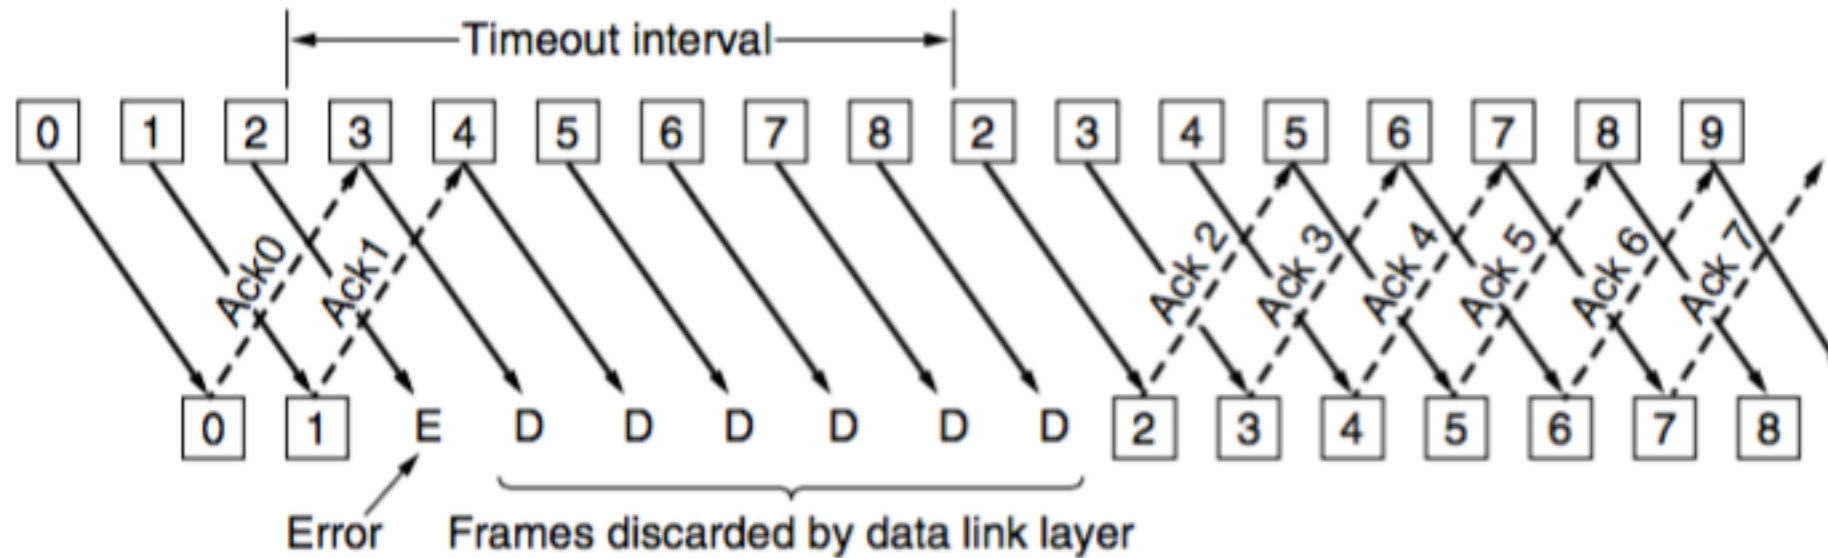 Timeout interval
0 1 2 3 4 5 6 7 8 2 3 4 5 6 7 8 9
Ack0 Ack1 Ack 2 Ack 3 Ack 4 Ack 5 Ack 6 Ack 7
0 1 E D D D D D D 2 3 4 5 6 7 8
Error Frames discarded by data link layer